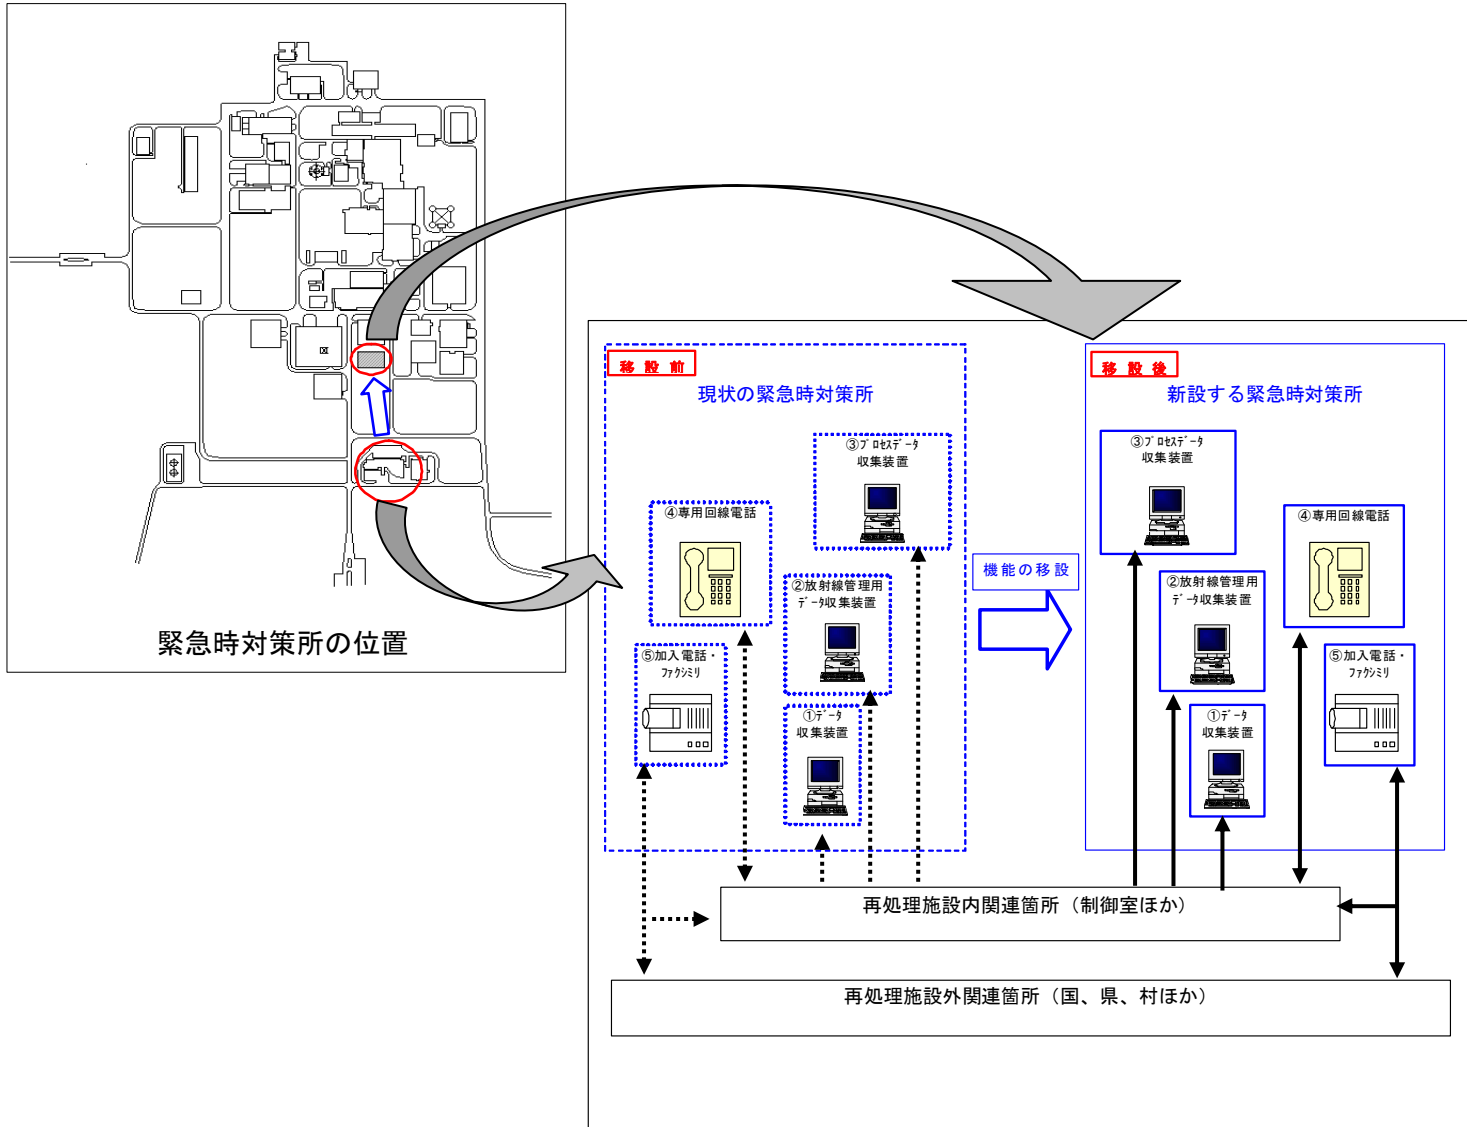 緊急時対策所の位置
移設前
現状の緊急時対策所
③ﾌﾟﾛｾｽﾃﾞｰﾀ
収集装置
④専用回線電話
②放射線管理用
ﾃﾞｰﾀ収集装置
⑤加入電話・
ﾌｧｸｼﾐﾘ
①ﾃﾞｰﾀ
収集装置
機能の移設
移設後
新設する緊急時対策所
③ﾌﾟﾛｾｽﾃﾞｰﾀ
収集装置
④専用回線電話
②放射線管理用
ﾃﾞｰﾀ収集装置
⑤加入電話・
ﾌｧｸｼﾐﾘ
①ﾃﾞｰﾀ
収集装置
再処理施設内関連箇所（制御室ほか）
再処理施設外関連箇所（国、県、村ほか）